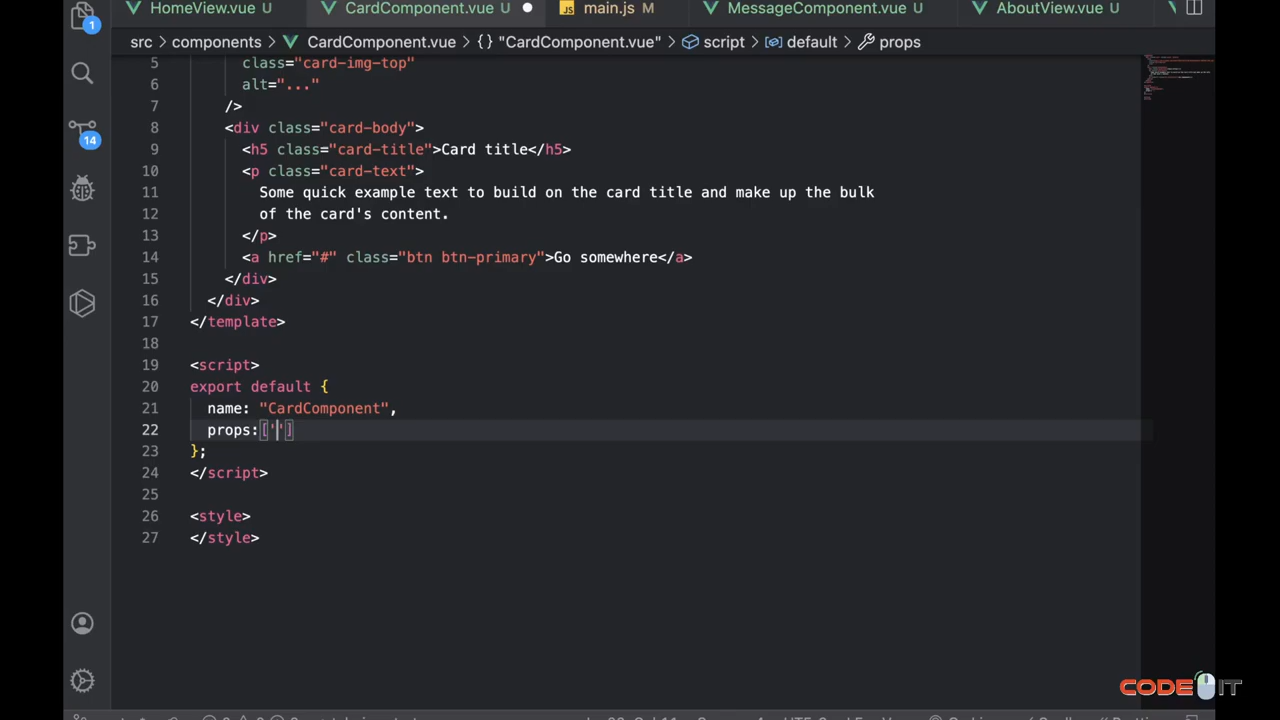 HomeView.vue U CardComponent.vue U main.js M MessageComponent.vue U AboutView.vue U
src > components > CardComponent.vue > {} "CardComponent.vue" > script > default > props
1
14
5 class="card-img-top"
6 alt="..."
7 />
8 <div class="card-body">
9 <h5 class="card-title">Card title</h5>
10 <p class="card-text">
11 Some quick example text to build on the card title and make up the bulk
12 of the card's content.
13 </p>
14 <a href="#" class="btn btn-primary">Go somewhere</a>
15 </div>
16 </div>
17 </template>
18
19 <script>
20 export default {
21 name: "CardComponent",
22 props:['']
23 };
24 </script>
25
26 <style>
27 </style>
CODE IT